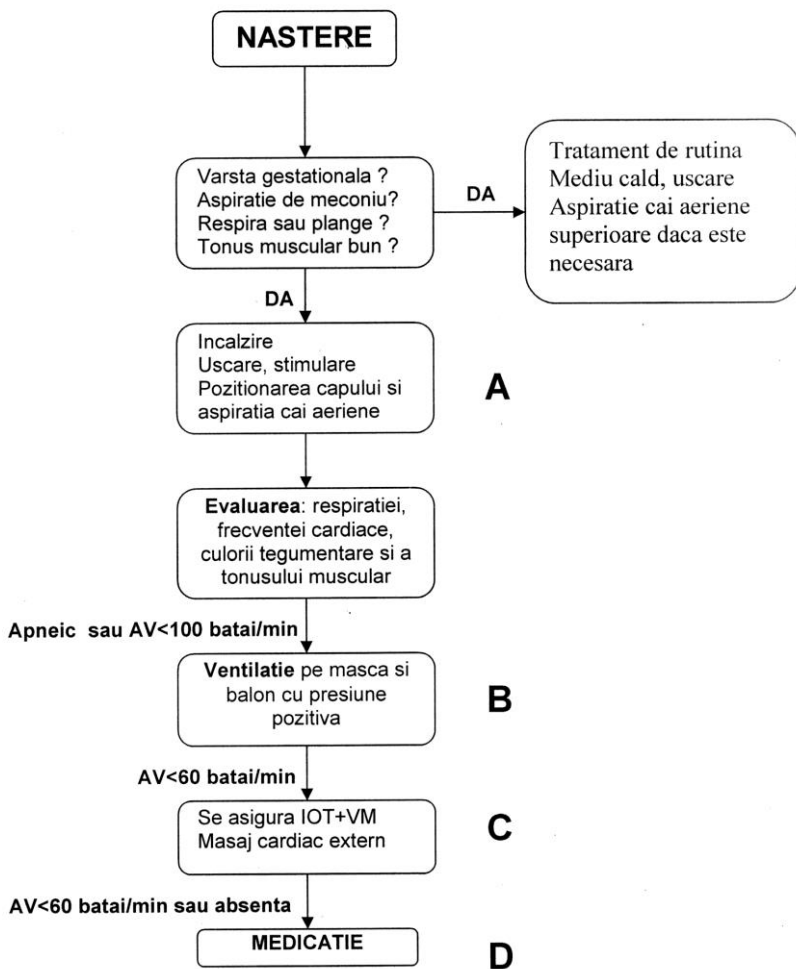 NASTERE
Varsta gestationala ?
Aspiratie de meconiu?
Respira sau plange ?
Tonus muscular bun ?
DA
Tratament de rutina
Mediu cald, uscare
Aspiratie cai aeriene
superioare daca este
necesara
DA
Incalzire
Uscare, stimulare
Pozitionarea capului si
aspiratia cai aeriene
A
Evaluarea: respiratiei,
frecventei cardiace,
culorii tegumentare si a
tonusului muscular
Apneic sau AV<100 batai/min
Ventilatie pe masca si
balon cu presiune
pozitiva
B
AV<60 batai/min
Se asigura IOT+VM
Masaj cardiac extern
C
AV<60 batai/min sau absenta
MEDICATIE
D